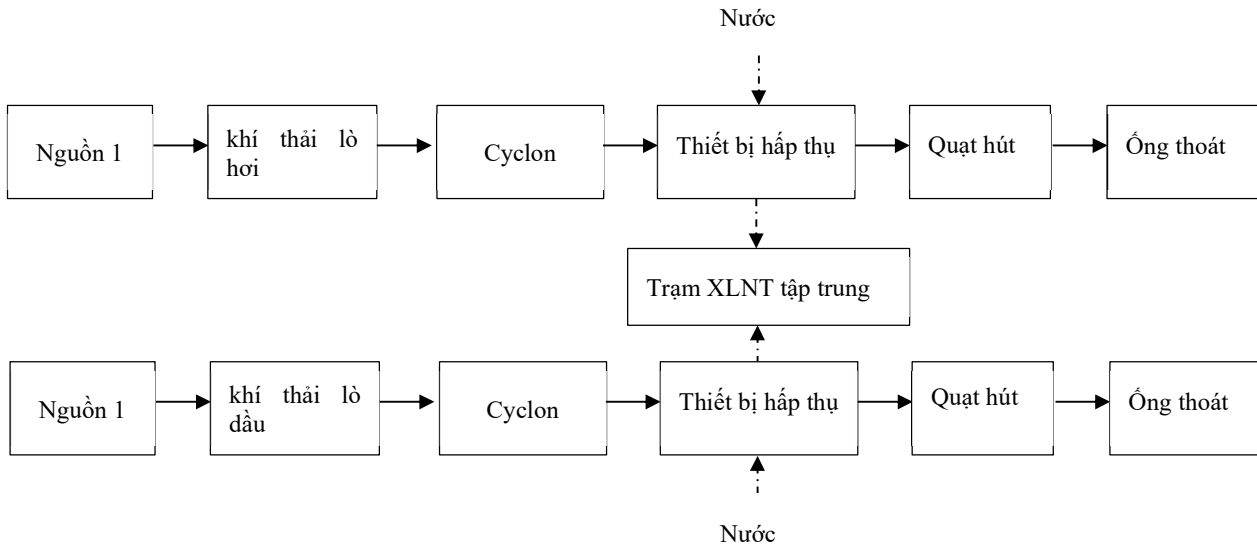 Nước
Nguồn 1
khí thải lò
hơi
Cyclon
Thiết bị hấp thụ
Quạt hút
Ống thoát
Trạm XLNT tập trung
Nguồn 1
khí thải lò
dầu
Cyclon
Thiết bị hấp thụ
Quạt hút
Ống thoát
Nước